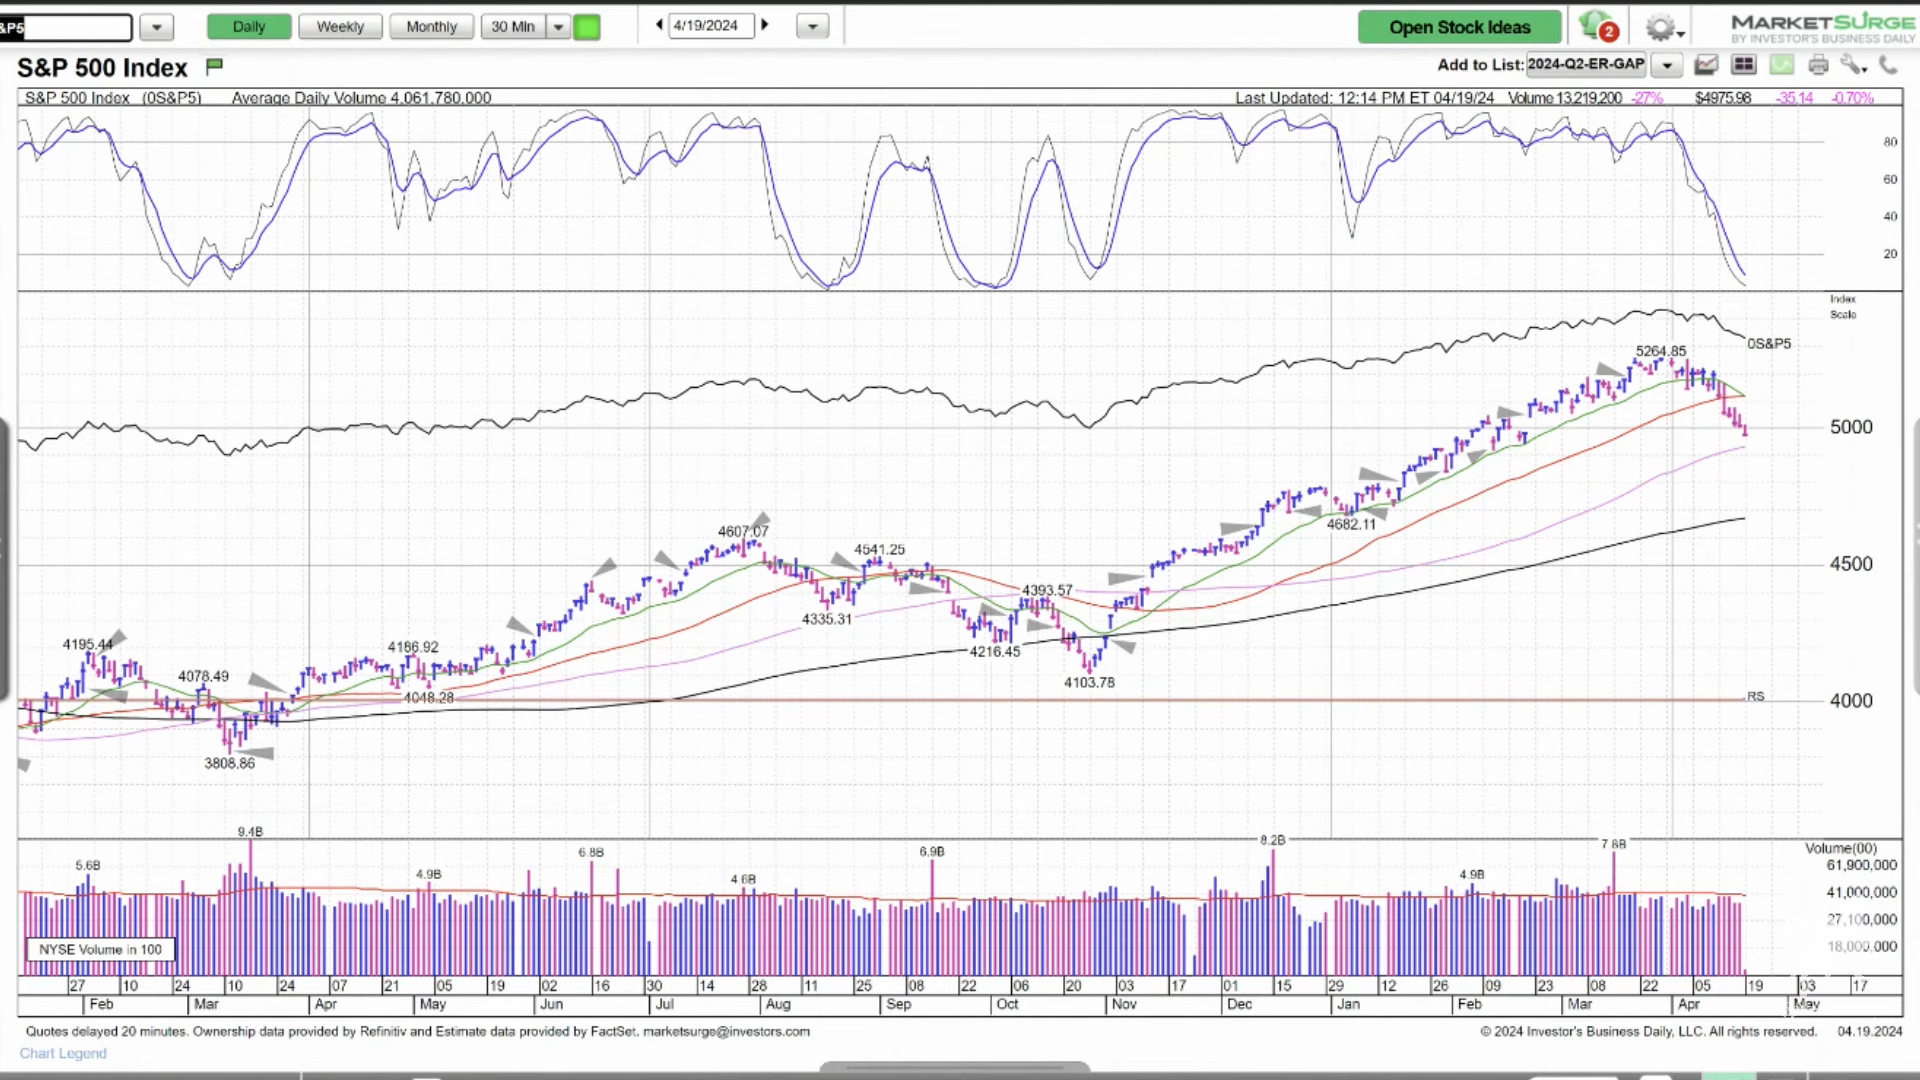 &P5
Daily
Weekly
Monthly
30 Min
4/19/2024
Open Stock Ideas
2
MARKETSURGE
BY INVESTOR'S BUSINESS DAILY
S&P 500 Index
Add to List: 2024-Q2-ER-GAP
S&P 500 Index (0S&P5) Average Daily Volume 4,061,780,000
Last Updated: 12:14 PM ET 04/19/24 Volume 13,219,200 -27% $4975.98 -35.14 -0.70%
80
60
40
20
Index
Scale
0S&P5
5264.85
5000
4607.07
4682.11
4541.25
4500
4393.57
4335.31
4195.44
4186.92
4216.45
4078.49
4103.78
4048.28
RS
4000
3808.86
9.4B
8.2B
7.8B
6.8B
6.9B
5.6B
4.9B
4.6B
4.9B
Volume(00)
61,900,000
41,000,000
27,100,000
18,000,000
NYSE Volume in 100
27 10 24 10 24 07 21 05 19 02 16 30 14 28 11 25 08 22 06 20 03 17 01 15 29 12 26 09 23 08 22 05 19 03 17
Feb Mar Apr May Jun Jul Aug Sep Oct Nov Dec Jan Feb Mar Apr May
Quotes delayed 20 minutes. Ownership data provided by Refinitiv and Estimate data provided by FactSet. marketsurge@investors.com
© 2024 Investor's Business Daily, LLC. All rights reserved. 04.19.2024
Chart Legend